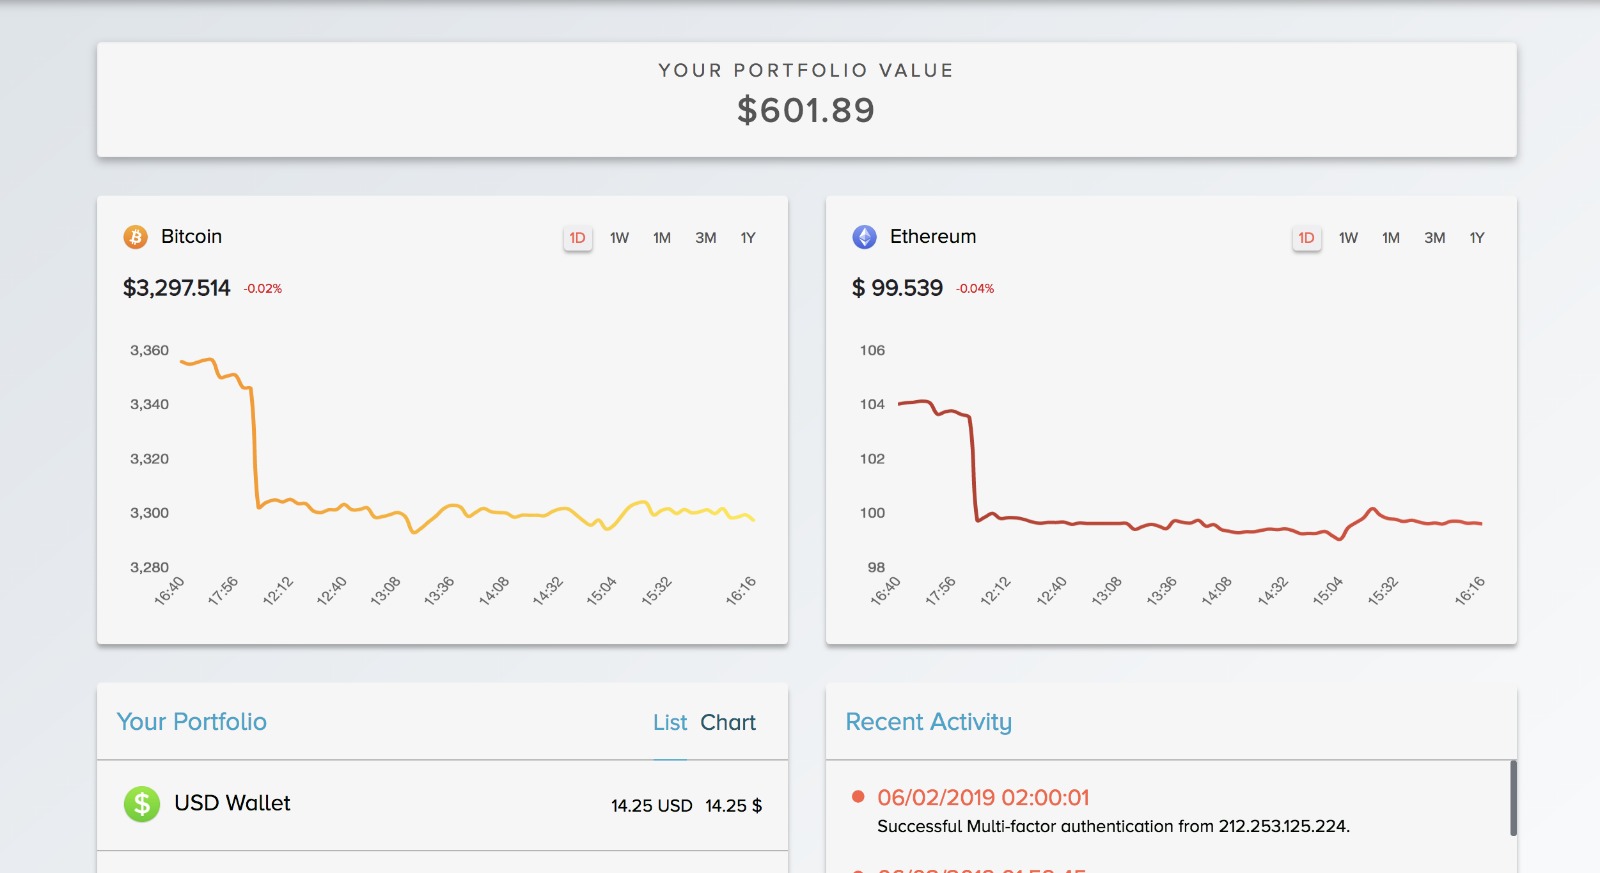 YOUR PORTFOLIO VALUE
$601.89
Bitcoin
1D 1W 1M 3M 1Y
$3,297.514 -0.02%
3,360
3,340
3,320
3,300
3,280
16:40 17:56 12:12 12:40 13:08 13:36 14:08 14:32 15:04 15:32 16:16
Ethereum
1D 1W 1M 3M 1Y
$ 99.539 -0.04%
106
104
102
100
98
16:40 17:56 12:12 12:40 13:08 13:36 14:08 14:32 15:04 15:32 16:16
Your Portfolio
List Chart
USD Wallet 14.25 USD 14.25 $
Recent Activity
06/02/2019 02:00:01
Successful Multi-factor authentication from 212.253.125.224.